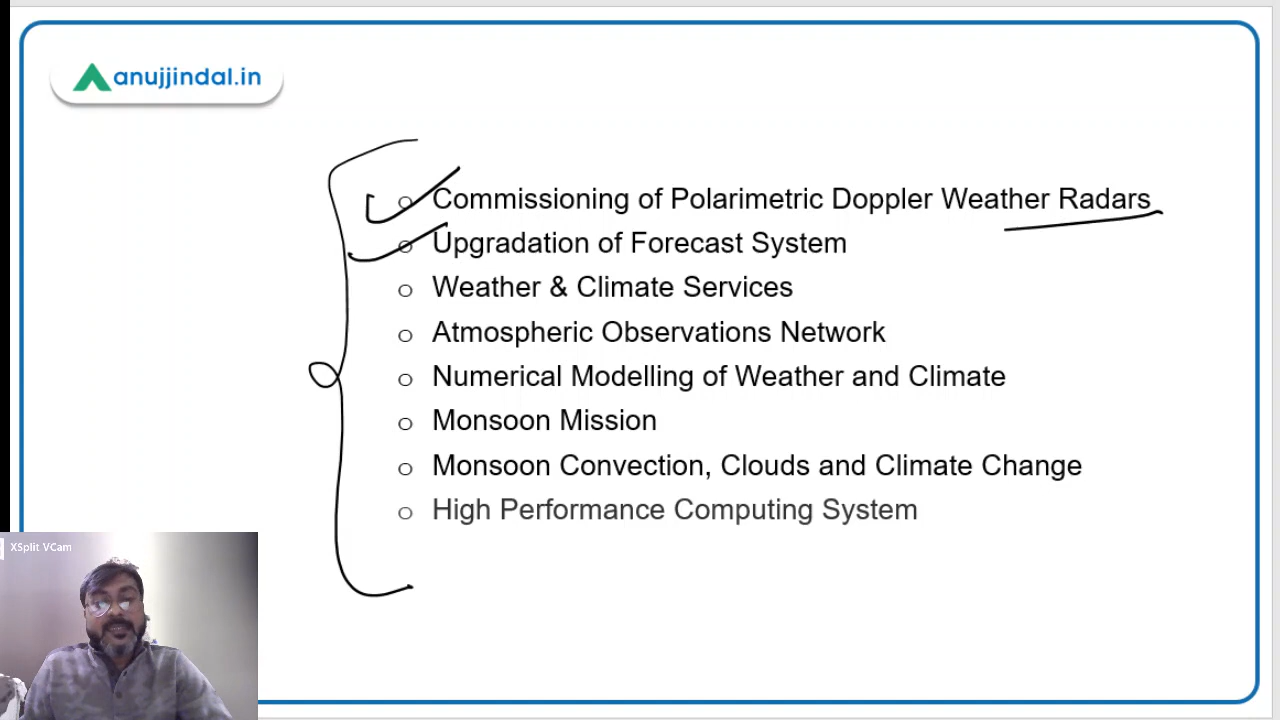 anujjindal.in
Commissioning of Polarimetric Doppler Weather Radars
Upgradation of Forecast System
Weather & Climate Services
Atmospheric Observations Network
Numerical Modelling of Weather and Climate
Monsoon Mission
Monsoon Convection, Clouds and Climate Change
High Performance Computing System
XSplit VCam